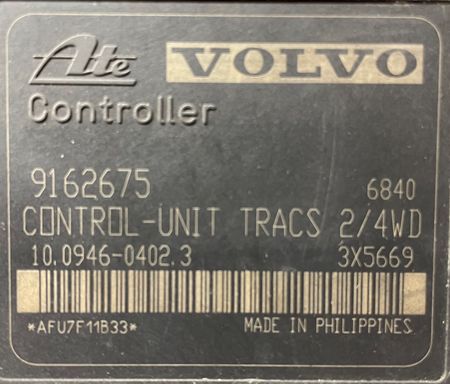 Ate VOLVO
Controller
9162675 6840
CONTROL-UNIT TRACS 2/4WD
10.0946-0402.3 3X5669
*AFU7F11B33* MADE IN PHILIPPINES